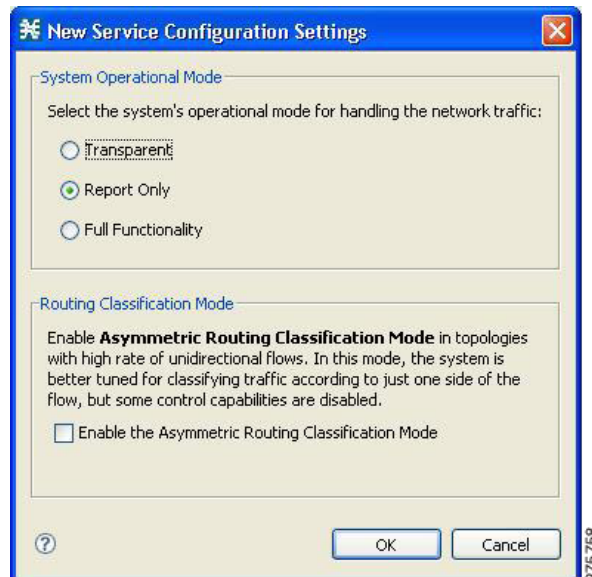 New Service Configuration Settings
System Operational Mode
Select the system's operational mode for handling the network traffic:
Transparent
Report Only
Full Functionality
Routing Classification Mode
Enable Asymmetric Routing Classification Mode in topologies
with high rate of unidirectional flows. In this mode, the system is
better tuned for classifying traffic according to just one side of the
flow, but some control capabilities are disabled.
Enable the Asymmetric Routing Classification Mode
?
OK
Cancel